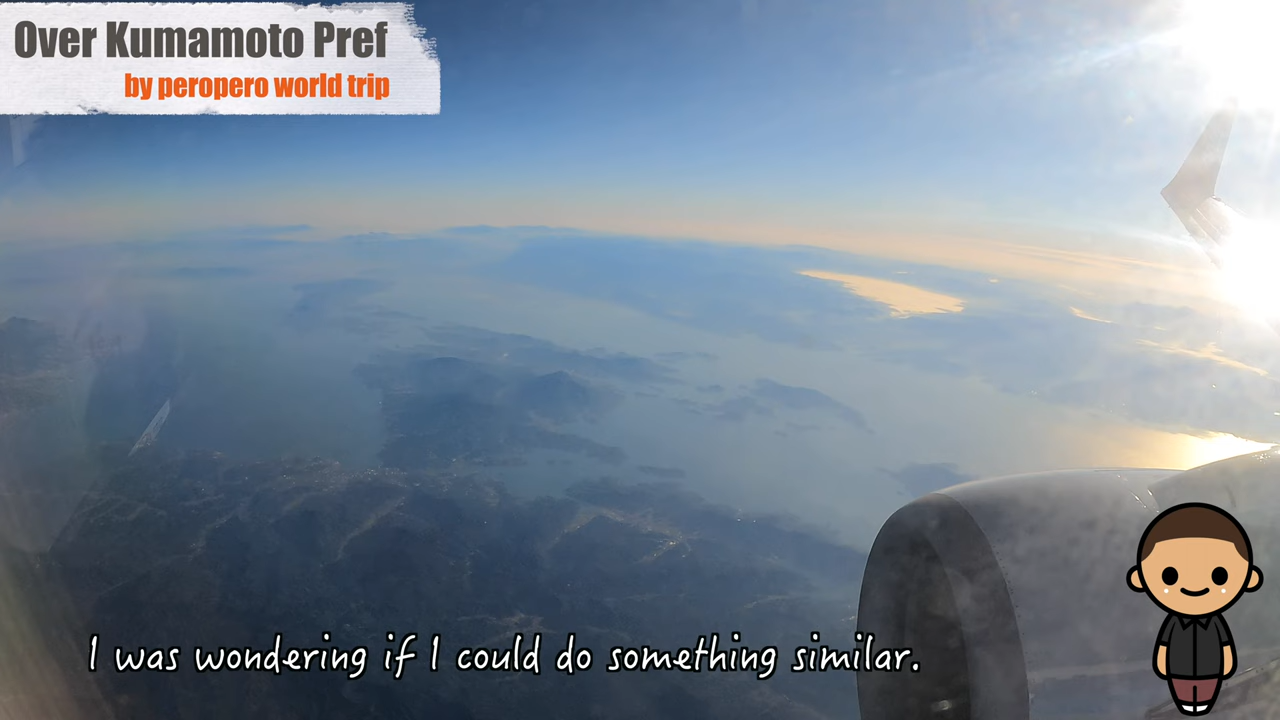 Over Kumamoto Pref
by peropero world trip
I was wondering if I could do something similar.